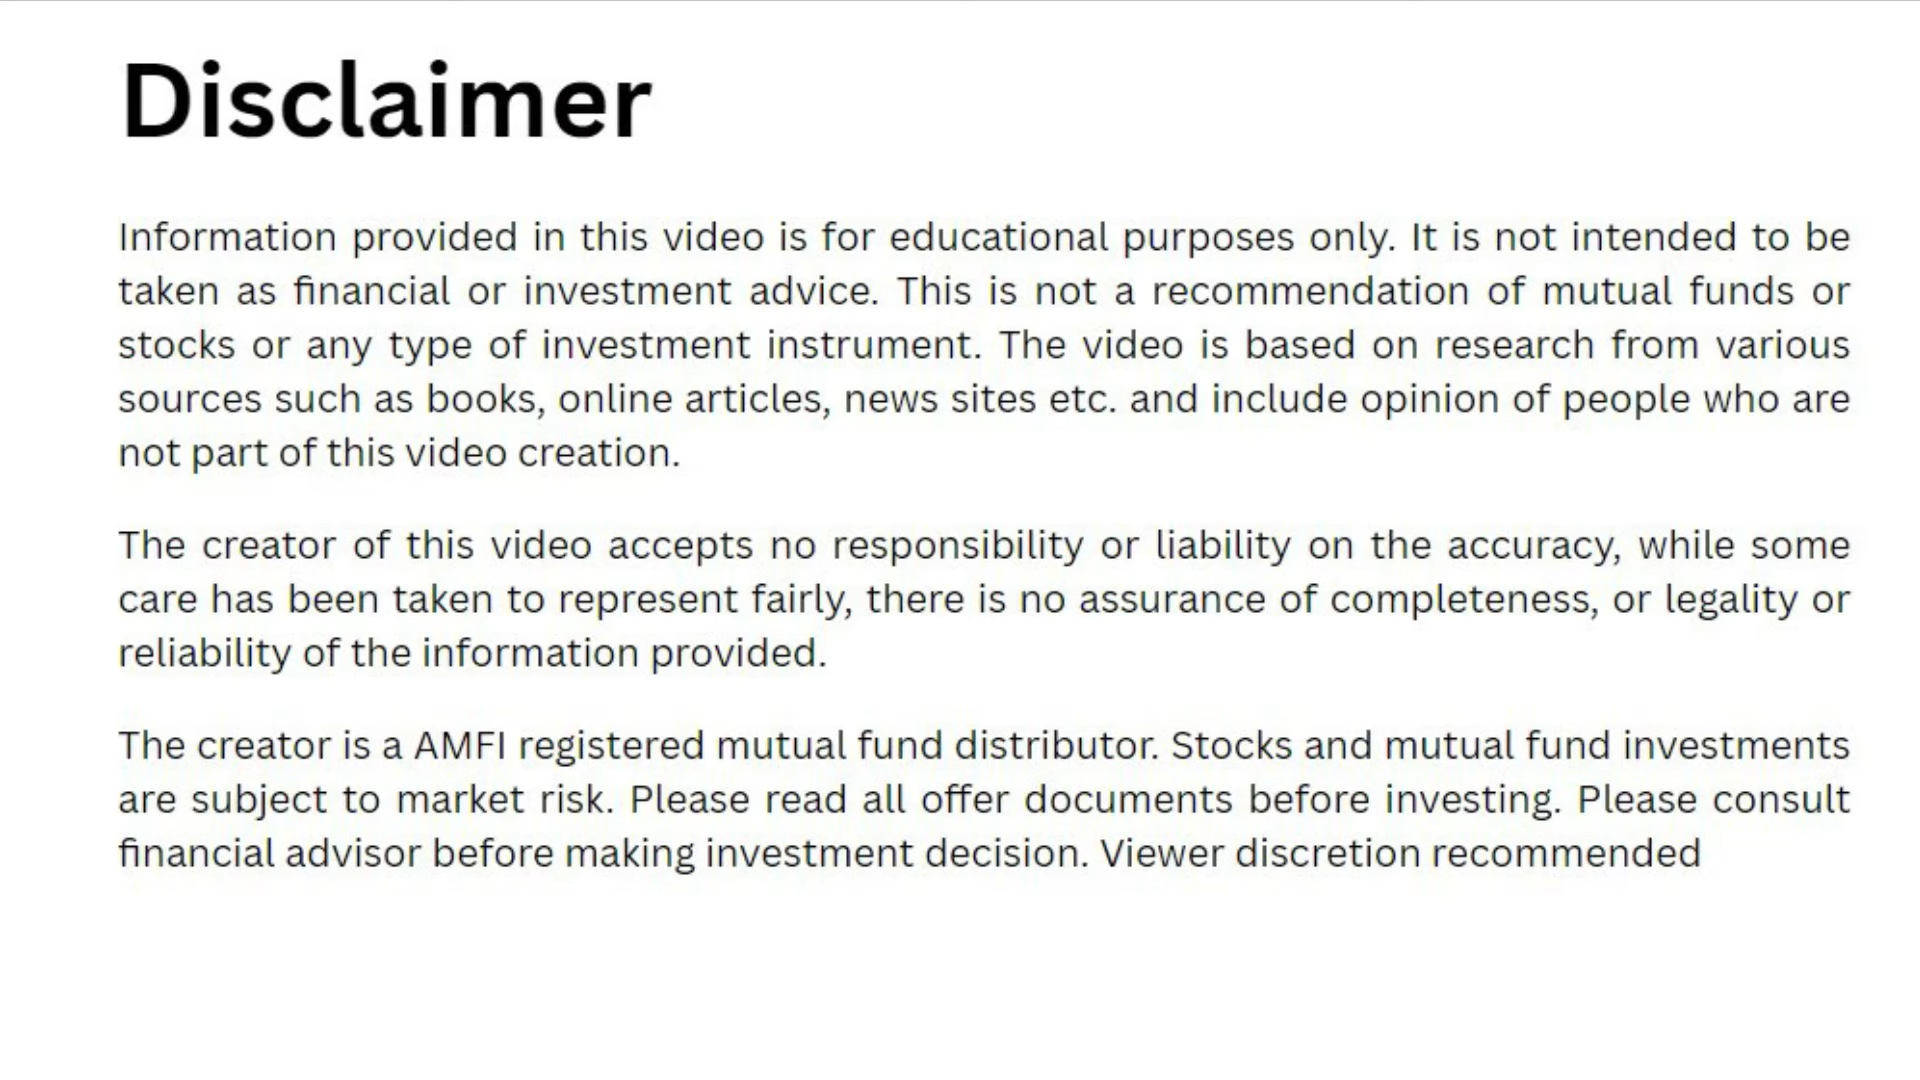 Disclaimer
Information provided in this video is for educational purposes only. It is not intended to be
taken as financial or investment advice. This is not a recommendation of mutual funds or
stocks or any type of investment instrument. The video is based on research from various
sources such as books, online articles, news sites etc. and include opinion of people who are
not part of this video creation.
The creator of this video accepts no responsibility or liability on the accuracy, while some
care has been taken to represent fairly, there is no assurance of completeness, or legality or
reliability of the information provided.
The creator is a AMFI registered mutual fund distributor. Stocks and mutual fund investments
are subject to market risk. Please read all offer documents before investing. Please consult
financial advisor before making investment decision. Viewer discretion recommended